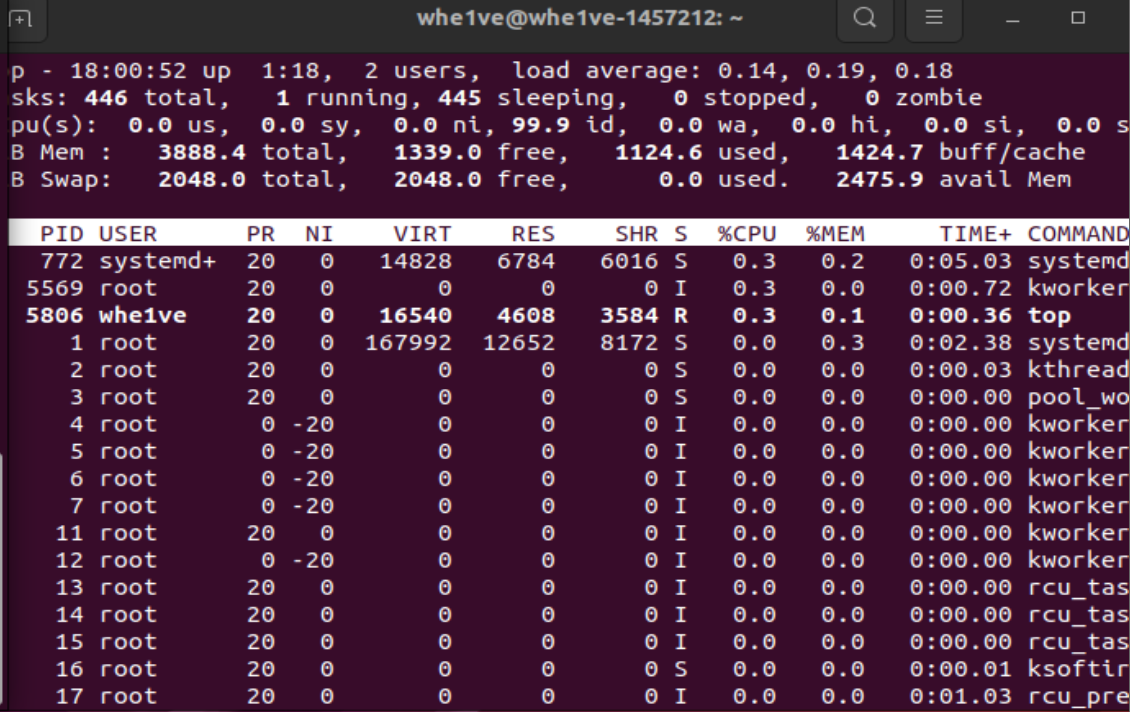 whe1ve@whe1ve-1457212: ~
p - 18:00:52 up  1:18,  2 users,  load average: 0.14, 0.19, 0.18
sks: 446 total,   1 running, 445 sleeping,   0 stopped,   0 zombie
pu(s):  0.0 us,  0.0 sy,  0.0 ni, 99.9 id,  0.0 wa,  0.0 hi,  0.0 si,  0.0 s
B Mem :   3888.4 total,   1339.0 free,   1124.6 used,   1424.7 buff/cache
B Swap:   2048.0 total,   2048.0 free,      0.0 used.   2475.9 avail Mem
PID USER      PR  NI    VIRT    RES    SHR S  %CPU  %MEM     TIME+ COMMAND
772 systemd+  20   0   14828   6784   6016 S   0.3   0.2   0:05.03 systemd
5569 root      20   0       0      0      0 I   0.3   0.0   0:00.72 kworker
5806 whe1ve    20   0   16540   4608   3584 R   0.3   0.1   0:00.36 top
1 root      20   0  167992  12652   8172 S   0.0   0.3   0:02.38 systemd
2 root      20   0       0      0      0 S   0.0   0.0   0:00.03 kthread
3 root      20   0       0      0      0 S   0.0   0.0   0:00.00 pool_wo
4 root       0 -20       0      0      0 I   0.0   0.0   0:00.00 kworker
5 root       0 -20       0      0      0 I   0.0   0.0   0:00.00 kworker
6 root       0 -20       0      0      0 I   0.0   0.0   0:00.00 kworker
7 root       0 -20       0      0      0 I   0.0   0.0   0:00.00 kworker
11 root      20   0       0      0      0 I   0.0   0.0   0:00.00 kworker
12 root       0 -20       0      0      0 I   0.0   0.0   0:00.00 kworker
13 root      20   0       0      0      0 I   0.0   0.0   0:00.00 rcu_tas
14 root      20   0       0      0      0 I   0.0   0.0   0:00.00 rcu_tas
15 root      20   0       0      0      0 I   0.0   0.0   0:00.00 rcu_tas
16 root      20   0       0      0      0 S   0.0   0.0   0:00.01 ksoftir
17 root      20   0       0      0      0 I   0.0   0.0   0:01.03 rcu_pre